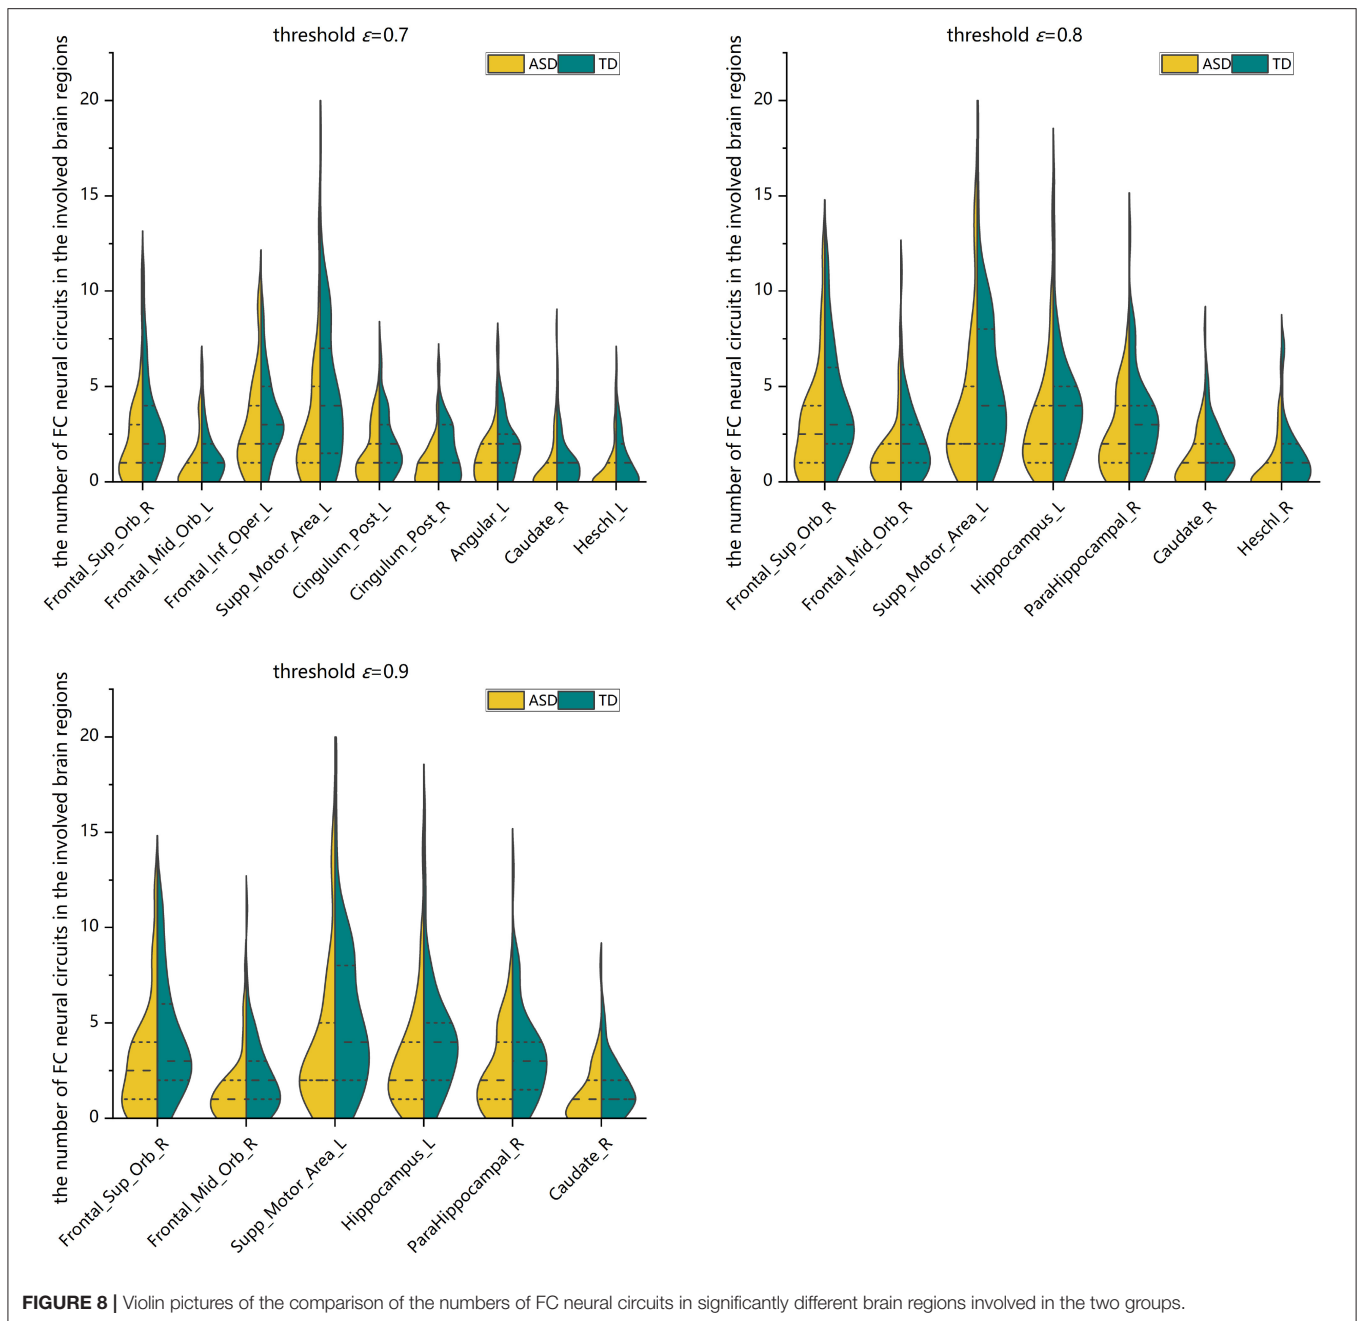 threshold ε=0.7
ASD TD
the number of FC neural circuits in the involved brain regions
20
15
10
5
0
Frontal_Sup_Orb_R
Frontal_Mid_Orb_L
Frontal_Inf_Oper_L
Supp_Motor_Area_L
Cingulum_Post_L
Cingulum_Post_R
Angular_L
Caudate_R
Heschl_L
threshold ε=0.8
ASD TD
the number of FC neural circuits in the involved brain regions
20
15
10
5
0
Frontal_Sup_Orb_R
Frontal_Mid_Orb_R
Supp_Motor_Area_L
Hippocampus_L
ParaHippocampal_R
Caudate_R
Heschl_R
threshold ε=0.9
ASD TD
the number of FC neural circuits in the involved brain regions
20
15
10
5
0
Frontal_Sup_Orb_R
Frontal_Mid_Orb_R
Supp_Motor_Area_L
Hippocampus_L
ParaHippocampal_R
Caudate_R
FIGURE 8 | Violin pictures of the comparison of the numbers of FC neural circuits in significantly different brain regions involved in the two groups.